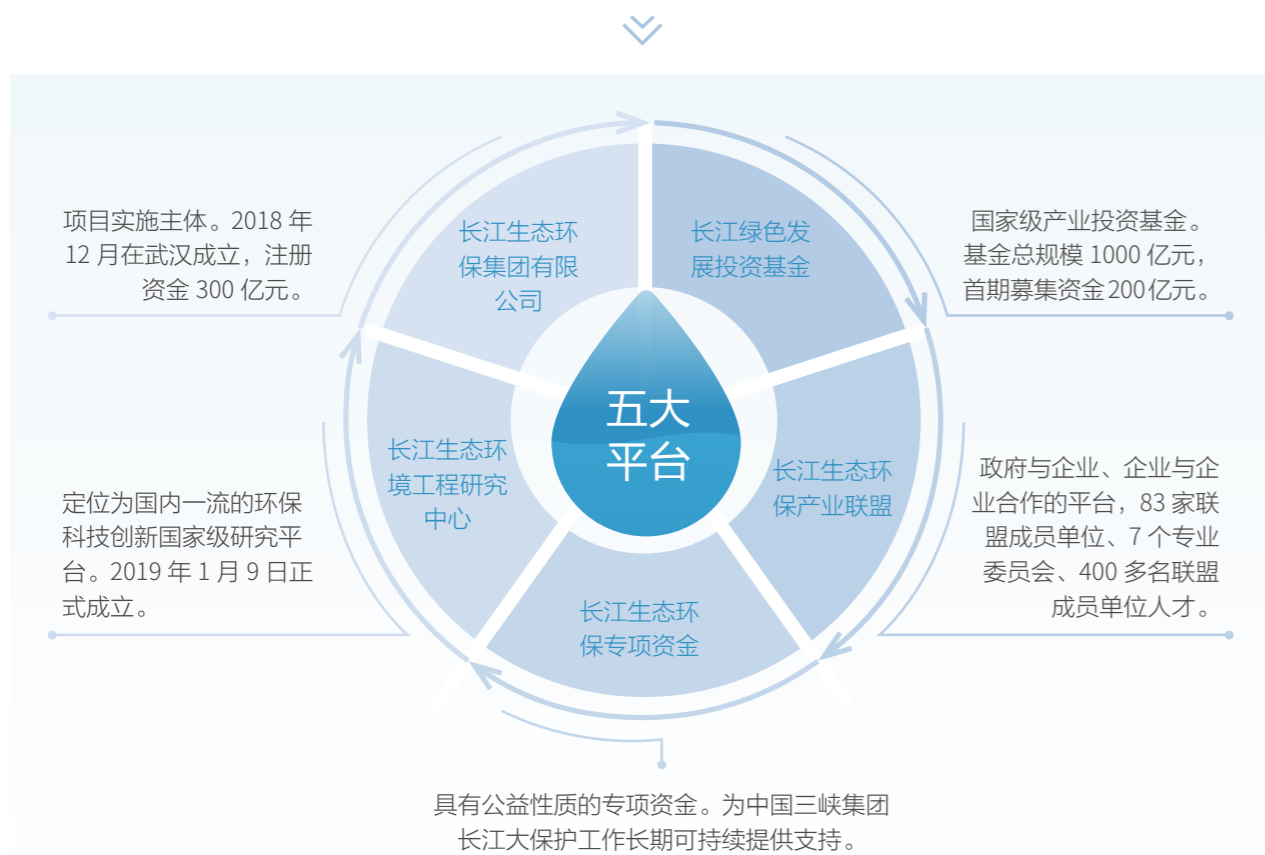 项目实施主体。2018 年
12 月在武汉成立，注册
资金 300 亿元。
长江生态环
保集团有限
公司
长江绿色发
展投资基金
国家级产业投资基金。
基金总规模 1000 亿元，
首期募集资金200亿元。
五大
平台
定位为国内一流的环保
科技创新国家级研究平
台。2019 年 1 月 9 日正
式成立。
长江生态环
境工程研究
中心
长江生态环
保产业联盟
政府与企业、企业与企
业合作的平台，83 家联
盟成员单位、7 个专业
委员会、400 多名联盟
成员单位人才。
长江生态环
保专项资金
具有公益性质的专项资金。为中国三峡集团
长江大保护工作长期可持续提供支持。